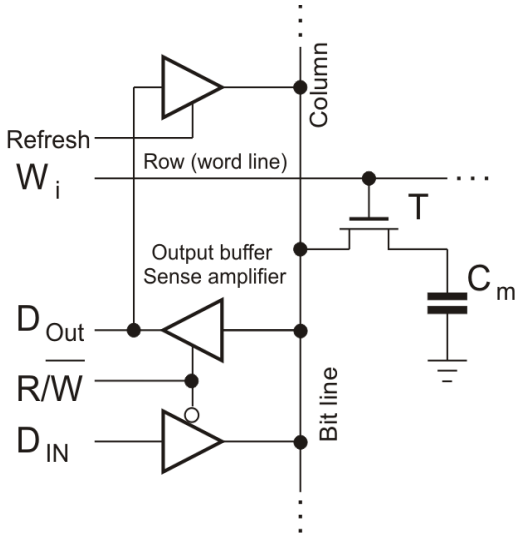 Column
Refresh
Row (word line)
W i
T
Output buffer
Sense amplifier
C m
D Out
R/W̅
Bit line
D IN